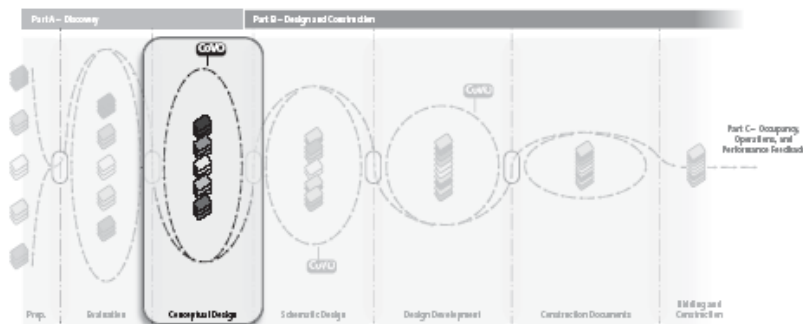 Part A – Discovery
Part B – Design and Construction
CoVO
CoVO
CoVO
Part C – Occupancy,
Operations, and
Performance Feedback
Prep.
Evaluation
Conceptual Design
Schematic Design
Design Development
Construction Documents
Bidding and
Construction